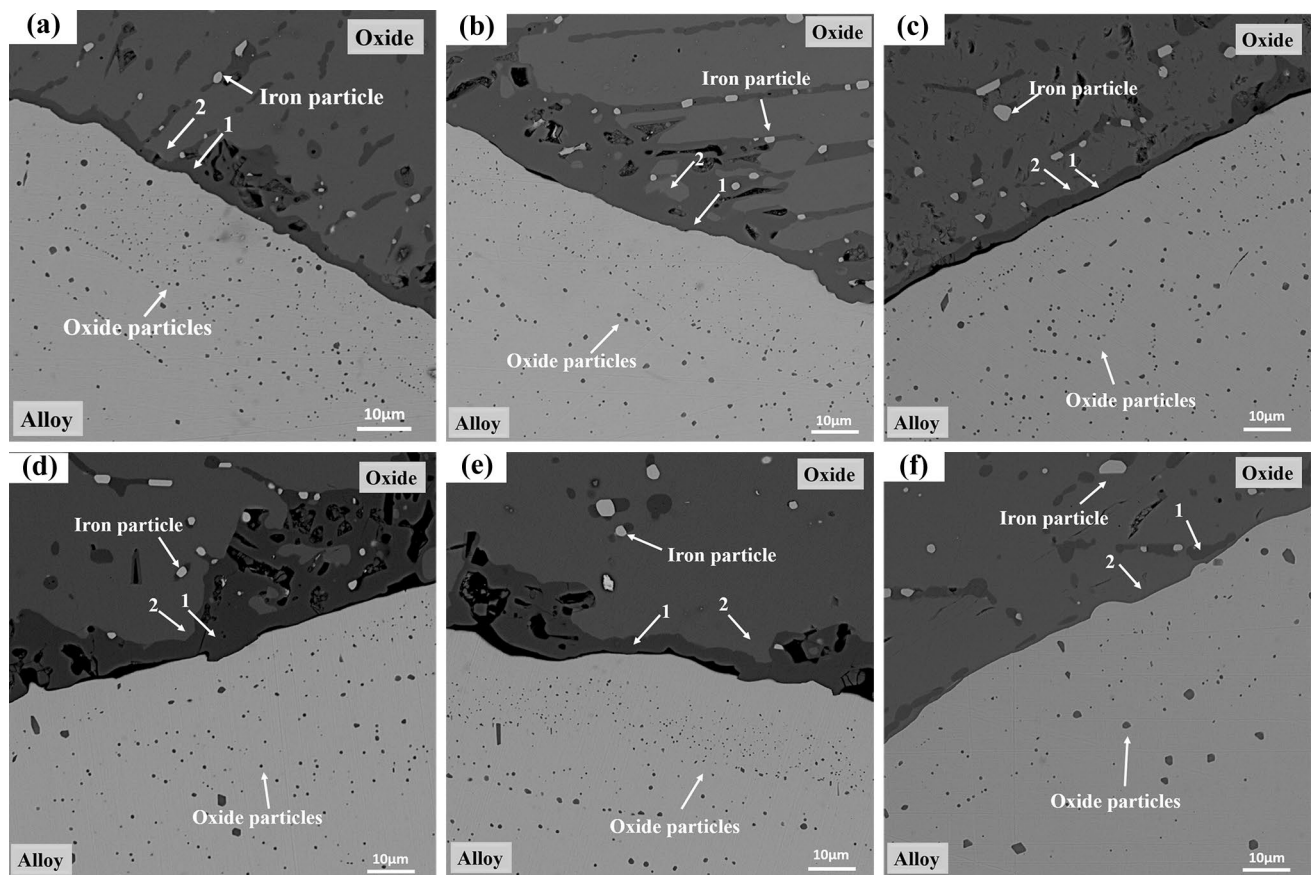 (a)
Oxide
Iron particle
2
1
Oxide particles
Alloy
10μm
(b)
Oxide
Iron particle
2
1
Oxide particles
Alloy
10μm
(c)
Oxide
Iron particle
2
1
Oxide particles
Alloy
10μm
(d)
Oxide
Iron particle
2
1
Oxide particles
Alloy
10μm
(e)
Oxide
Iron particle
1
2
Oxide particles
Alloy
10μm
(f)
Oxide
Iron particle
1
2
Oxide particles
Alloy
10μm